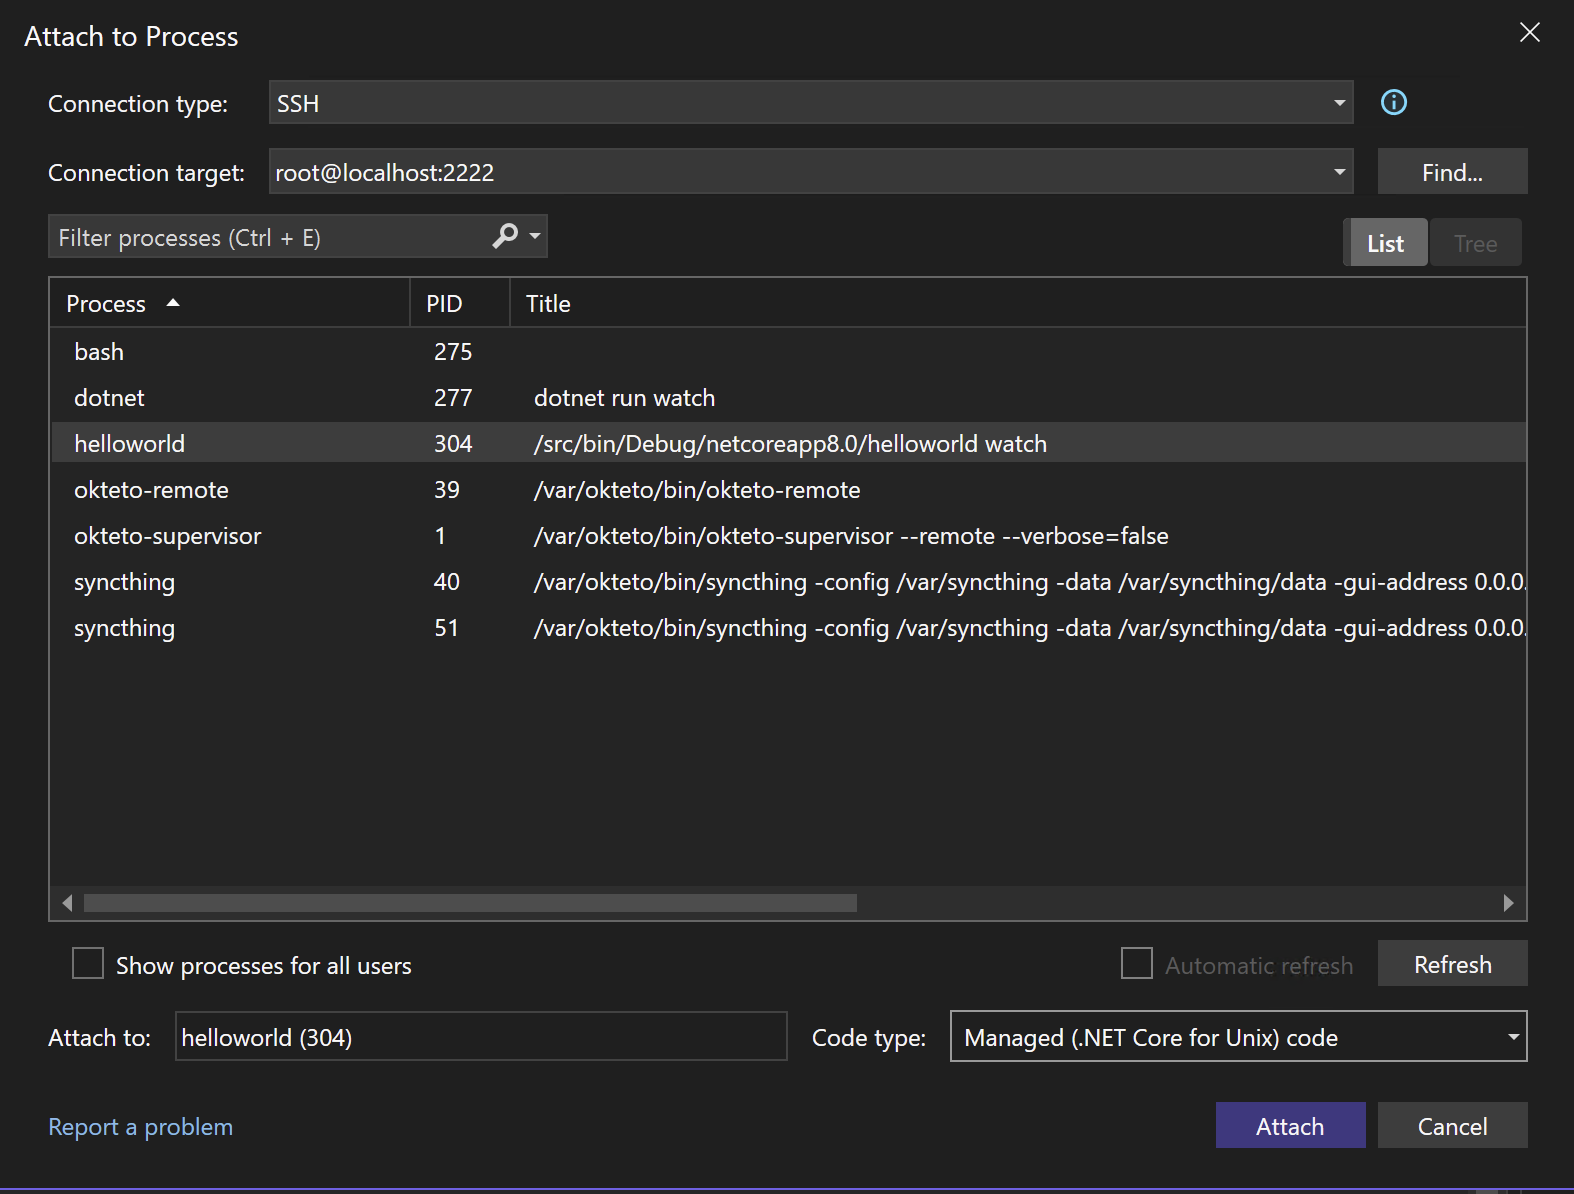 Attach to Process
Connection type: SSH
Connection target: root@localhost:2222 Find...
Filter processes (Ctrl + E) List Tree
Process PID Title
bash 275
dotnet 277 dotnet run watch
helloworld 304 /src/bin/Debug/netcoreapp8.0/helloworld watch
okteto-remote 39 /var/okteto/bin/okteto-remote
okteto-supervisor 1 /var/okteto/bin/okteto-supervisor --remote --verbose=false
syncthing 40 /var/okteto/bin/syncthing -config /var/syncthing -data /var/syncthing/data -gui-address 0.0.0.
syncthing 51 /var/okteto/bin/syncthing -config /var/syncthing -data /var/syncthing/data -gui-address 0.0.0.
Show processes for all users Automatic refresh Refresh
Attach to: helloworld (304) Code type: Managed (.NET Core for Unix) code
Report a problem Attach Cancel